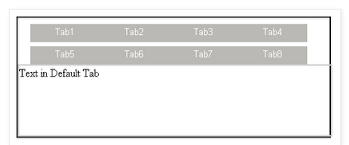 Tab1 Tab2 Tab3 Tab4
Tab5 Tab6 Tab7 Tab8
Text in Default Tab